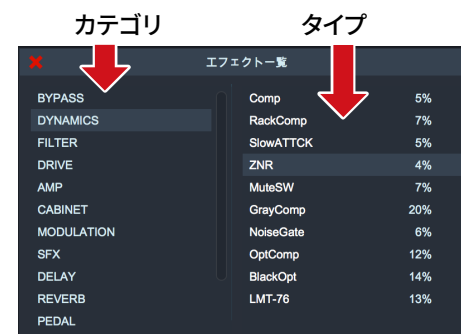 カテゴリ タイプ
エフェクト一覧
BYPASS
DYNAMICS
FILTER
DRIVE
AMP
CABINET
MODULATION
SFX
DELAY
REVERB
PEDAL
Comp 5%
RackComp 7%
SlowATTCK 5%
ZNR 4%
MuteSW 7%
GrayComp 20%
NoiseGate 6%
OptComp 12%
BlackOpt 14%
LMT-76 13%